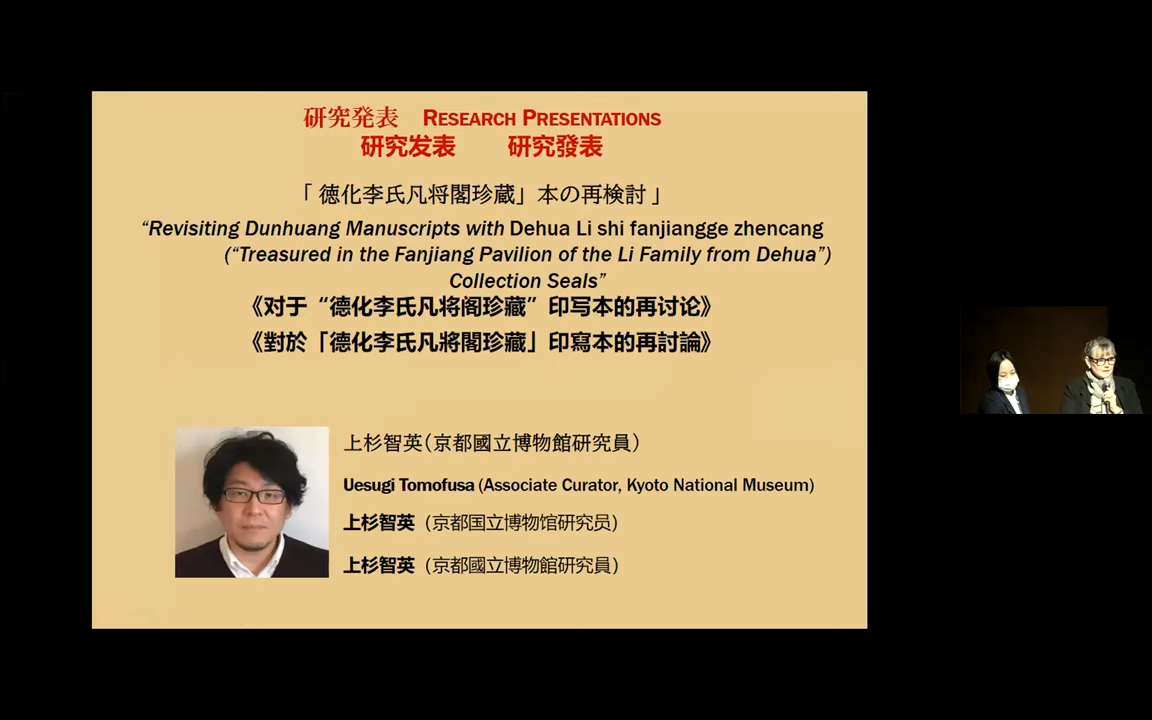 研究発表 RESEARCH PRESENTATIONS
研究发表 研究發表
「 徳化李氏凡将閣珍蔵」本の再検討 」
“Revisiting Dunhuang Manuscripts with Dehua Li shi fanjiangge zhencang
(“Treasured in the Fanjiang Pavilion of the Li Family from Dehua”)
Collection Seals”
《对于“德化李氏凡将阁珍藏”印写本的再讨论》
《對於「德化李氏凡將閣珍藏」印寫本的再討論》
上杉智英(京都國立博物館研究員)
Uesugi Tomofusa (Associate Curator, Kyoto National Museum)
上杉智英 (京都国立博物馆研究员)
上杉智英 (京都國立博物館研究員)